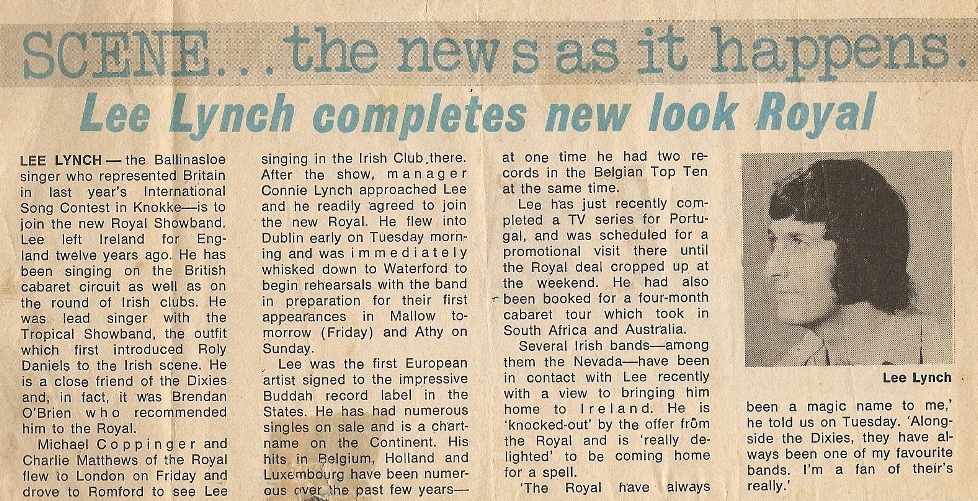 SCENE...the news as it happens.
Lee Lynch completes new look Royal
LEE LYNCH — the Ballinasloe
singer who represented Britain
in last year's International
Song Contest in Knokke—is to
join the new Royal Showband.
Lee left Ireland for Eng-
land twelve years ago. He has
been singing on the British
cabaret circuit as well as on
the round of Irish clubs. He
was lead singer with the
Tropical Showband, the outfit
which first introduced Roly
Daniels to the Irish scene. He
is a close friend of the Dixies
and, in fact, it was Brendan
O'Brien who recommended
him to the Royal.
Michael Coppinger and
Charlie Matthews of the Royal
flew to London on Friday and
drove to Romford to see Lee
singing in the Irish Club there.
After the show, manager
Connie Lynch approached Lee
and he readily agreed to join
the new Royal. He flew into
Dublin early on Tuesday morn-
ing and was immediately
whisked down to Waterford to
begin rehearsals with the band
in preparation for their first
appearances in Mallow to-
morrow (Friday) and Athy on
Sunday.
Lee was the first European
artist signed to the impressive
Buddah record label in the
States. He has had numerous
singles on sale and is a chart-
name on the Continent. His
hits in Belgium, Holland and
Luxembourg have been numer-
ous over the past few years—
at one time he had two re-
cords in the Belgian Top Ten
at the same time.
Lee has just recently com-
pleted a TV series for Portu-
gal, and was scheduled for a
promotional visit there until
the Royal deal cropped up at
the weekend. He had also
been booked for a four-month
cabaret tour which took in
South Africa and Australia.
Several Irish bands—among
them the Nevada—have been
in contact with Lee recently
with a view to bringing him
home to Ireland. He is
'knocked-out' by the offer from
the Royal and is 'really de-
lighted' to be coming home
for a spell.
'The Royal have always
Lee Lynch
been a magic name to me,'
he told us on Tuesday. 'Along-
side the Dixies, they have al-
ways been one of my favourite
bands. I'm a fan of their's
really.'